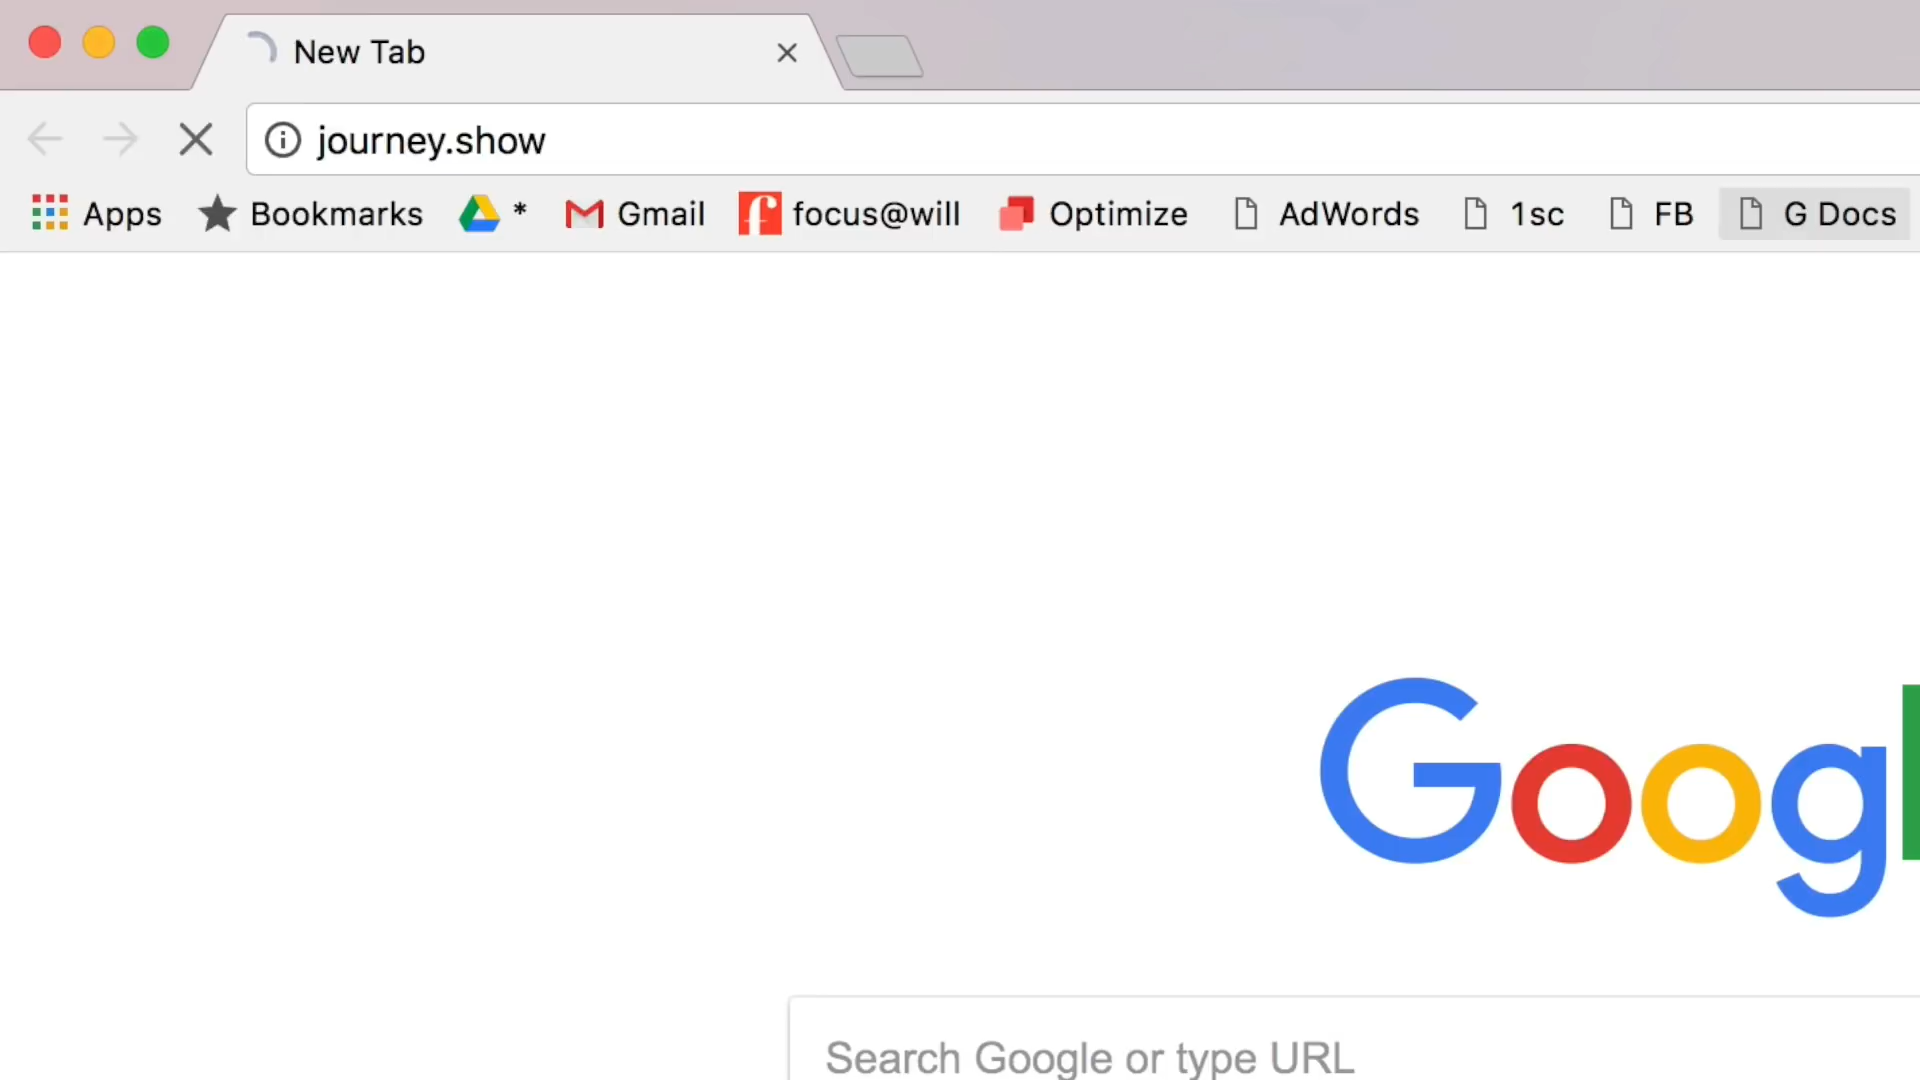 New Tab
journey.show
Apps Bookmarks * Gmail focus@will Optimize AdWords 1sc FB G Docs
Googl
Search Google or type URL